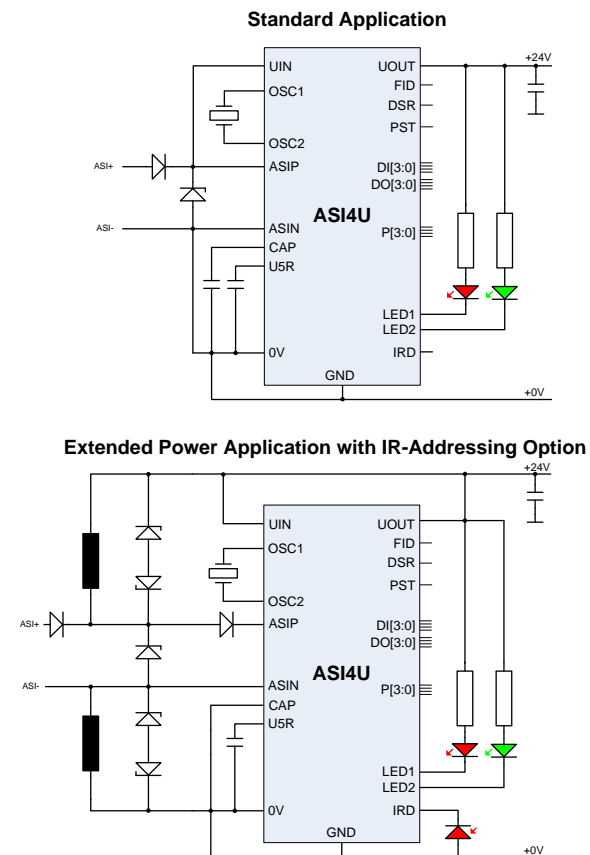 Standard Application
+24V
UIN UOUT
FID
OSC1
DSR
PST
OSC2
ASI+ ASIP DI[3:0]
DO[3:0]
ASI4U
ASI- ASIN P[3:0]
CAP
U5R
LED1
LED2
0V IRD
GND
+0V
Extended Power Application with IR-Addressing Option
+24V
UIN UOUT
FID
OSC1
DSR
PST
OSC2
ASI+ ASIP DI[3:0]
DO[3:0]
ASI4U
ASI- ASIN P[3:0]
CAP
U5R
LED1
LED2
0V IRD
GND
+0V